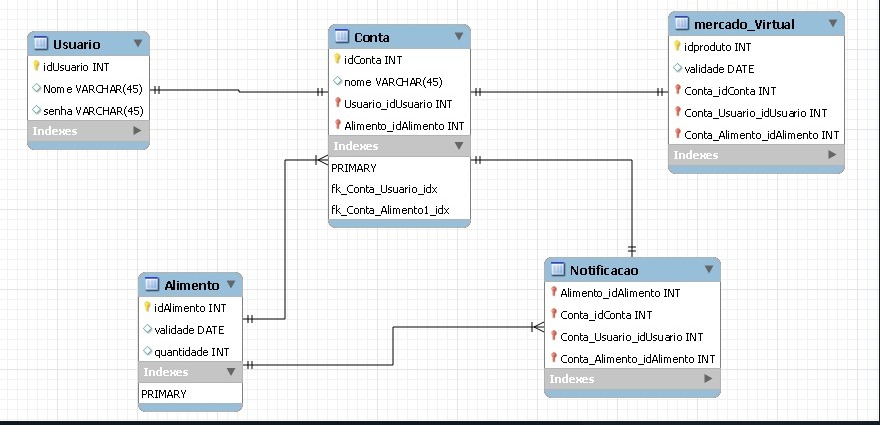 Usuario
idUsuario INT
Nome VARCHAR(45)
senha VARCHAR(45)
Indexes
Conta
idConta INT
nome VARCHAR(45)
Usuario_idUsuario INT
Alimento_idAlimento INT
Indexes
PRIMARY
fk_Conta_Usuario_idx
fk_Conta_Alimento1_idx
mercado_Virtual
idproduto INT
validade DATE
Conta_idConta INT
Conta_Usuario_idUsuario INT
Conta_Alimento_idAlimento INT
Indexes
Alimento
idAlimento INT
validade DATE
quantidade INT
Indexes
PRIMARY
Notificacao
Alimento_idAlimento INT
Conta_idConta INT
Conta_Usuario_idUsuario INT
Conta_Alimento_idAlimento INT
Indexes